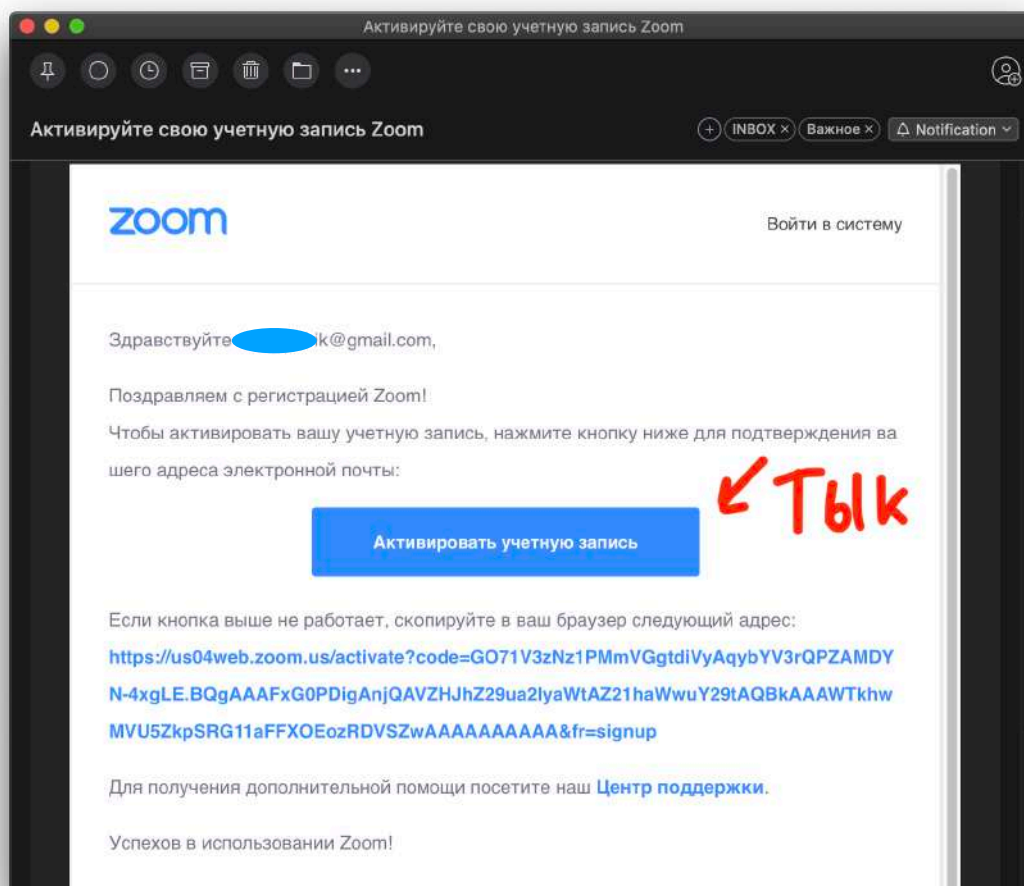 Активируйте свою учетную запись Zoom
Активируйте свою учетную запись Zoom
INBOX × Важное × Notification
zoom
Войти в систему
Здравствуйте ik@gmail.com,
Поздравляем с регистрацией Zoom!
Чтобы активировать вашу учетную запись, нажмите кнопку ниже для подтверждения ва
шего адреса электронной почты:
Тык
Активировать учетную запись
Если кнопка выше не работает, скопируйте в ваш браузер следующий адрес:
https://us04web.zoom.us/activate?code=GO71V3zNz1PMmVGgtdiVyAqybYV3rQPZAMDY
N-4xgLE.BQgAAAFxG0PDigAnjQAVZHJhZ29ua2lyaWtAZ21haWwuY29tAQBkAAAWTkhw
MVU5ZkpSRG11aFFXOEozRDVSZwAAAAAAAAAA&fr=signup
Для получения дополнительной помощи посетите наш Центр поддержки.
Успехов в использовании Zoom!